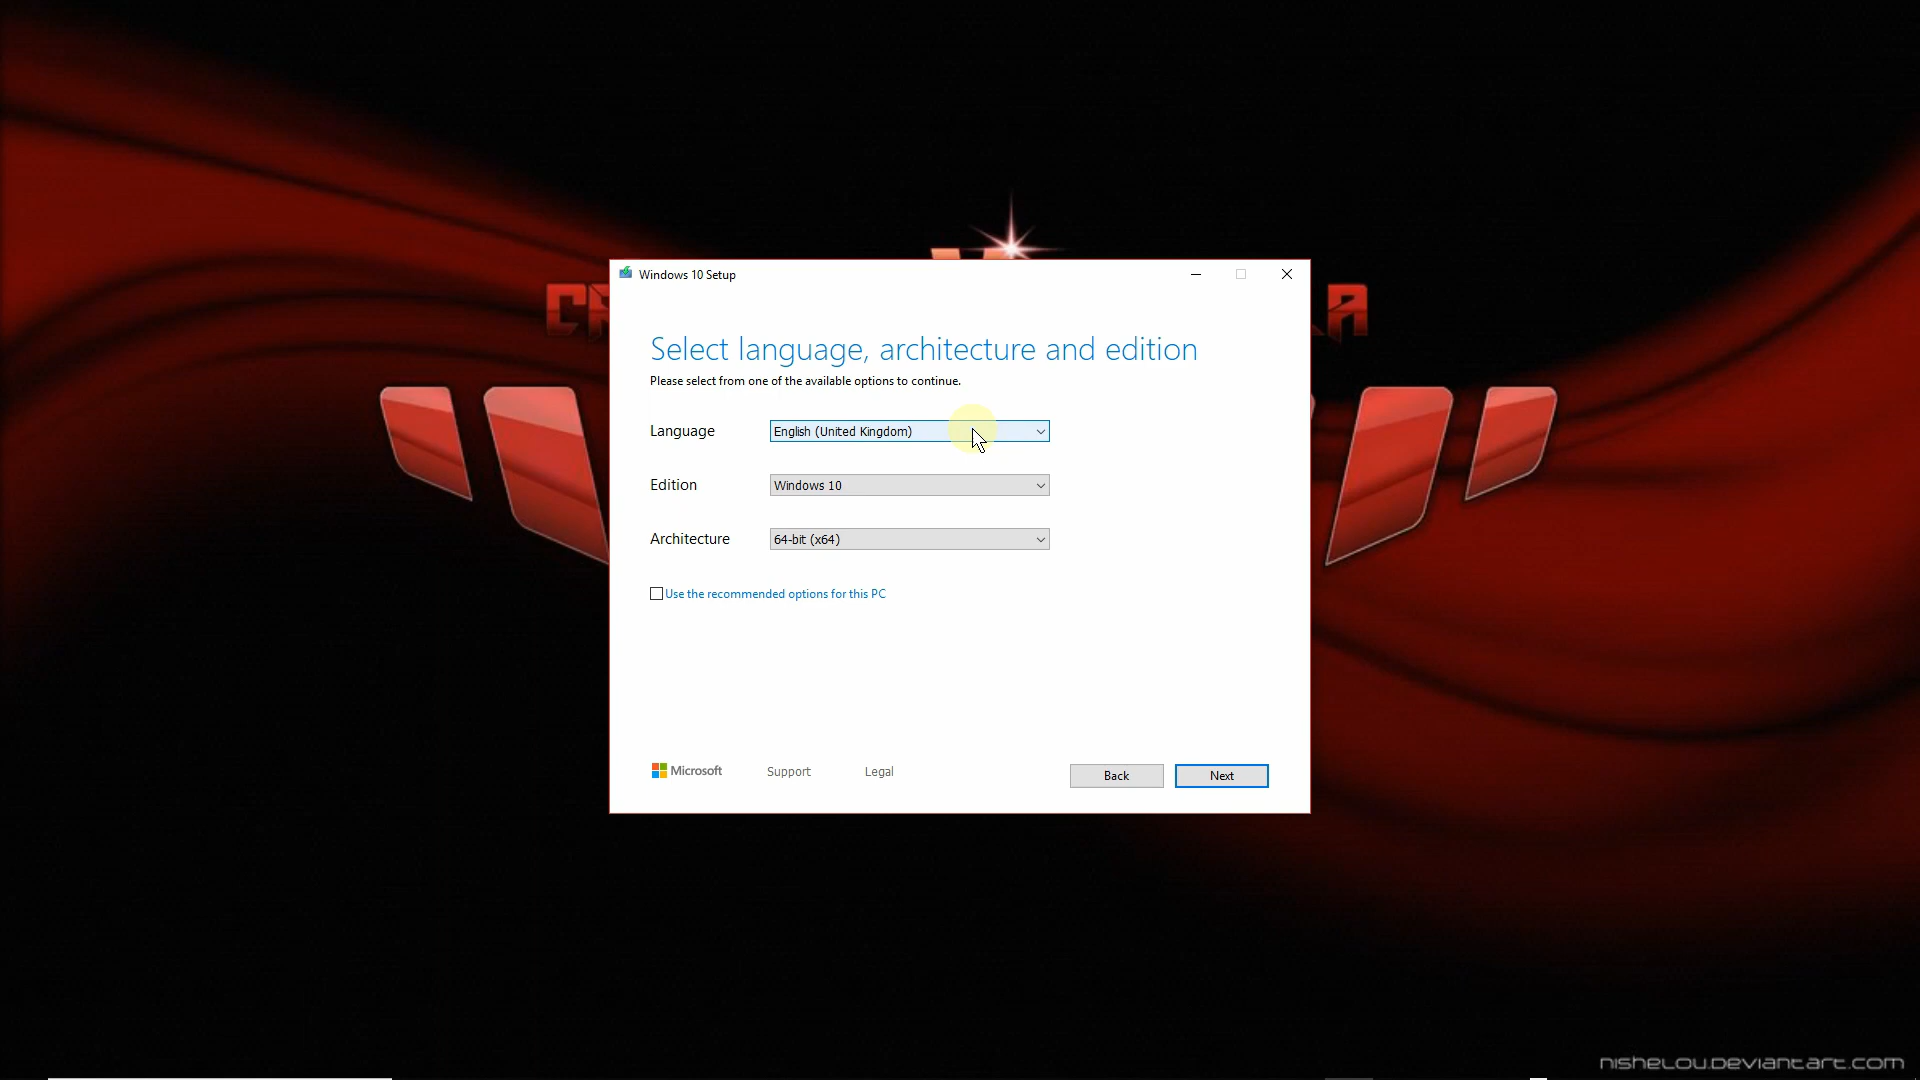 Windows 10 Setup
Select language, architecture and edition
Please select from one of the available options to continue.
Language
English (United Kingdom)
Edition
Windows 10
Architecture
64-bit (x64)
Use the recommended options for this PC
Microsoft
Support
Legal
Back
Next
nisheLou.deviantart.com